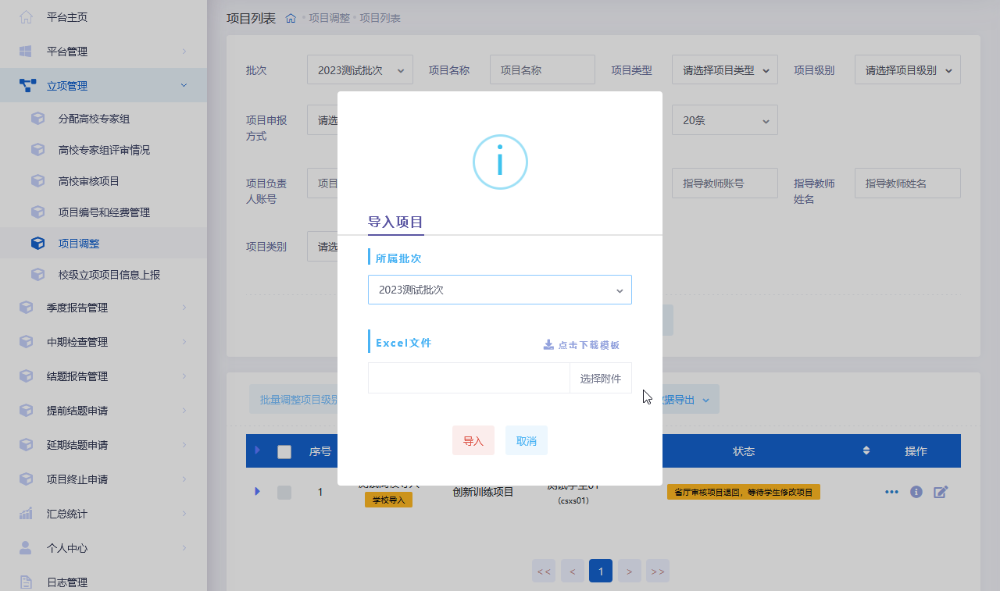 平台主页
平台管理
立项管理
分配高校专家组
高校专家组评审情况
高校审核项目
项目编号和经费管理
项目调整
校级立项项目信息上报
季度报告管理
中期检查管理
结题报告管理
提前结题申请
延期结题申请
项目终止申请
汇总统计
个人中心
日志管理
项目列表 项目调整 项目列表
批次 2023测试批次 项目名称 项目名称 项目类型 请选择项目类型 项目级别 请选择项目级别
项目申报
方式
请选
20条
项目负责
人账号
项目
指导教师账号
指导教师
姓名
指导教师姓名
项目类别 请选
导入项目
所属批次
2023测试批次
Excel文件 点击下载模板
选择附件
导入 取消
批量调整项目级别 数据导出
序号 状态 操作
1 测试高校导入 创新训练项目 测试学生01 省厅审核项目退回，等待学生修改项目
学校导入 (csxs01)
<< < 1 > >>